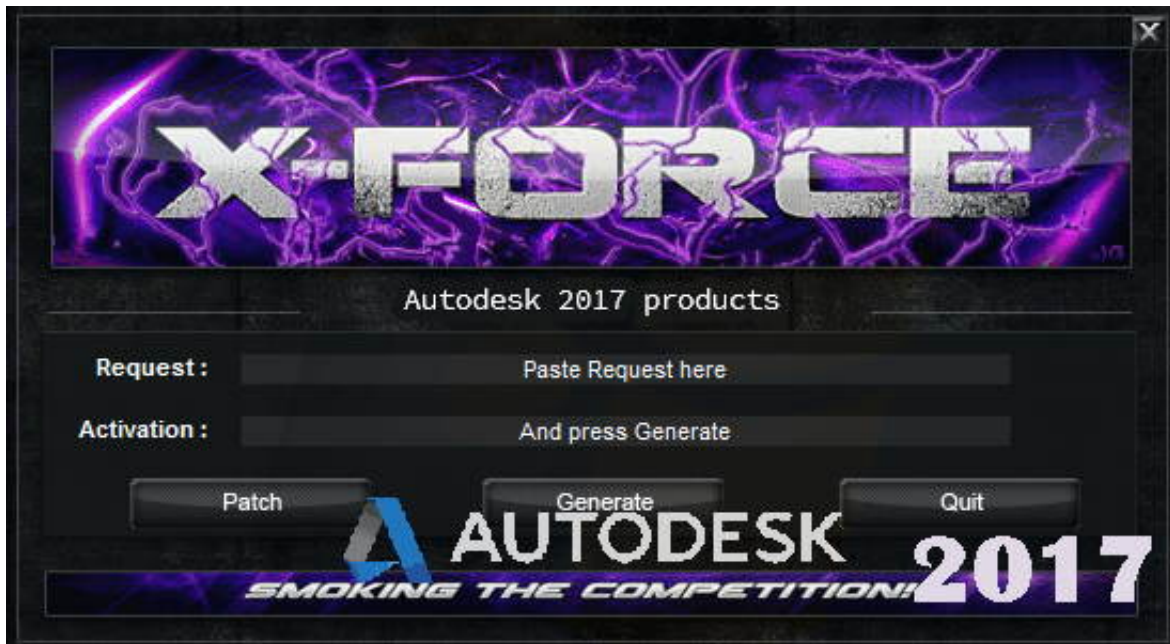 X
X-FORCE
Autodesk 2017 products
Request : Paste Request here
Activation : And press Generate
Patch Generate Quit
AUTODESK 2017
SMOKING THE COMPETITION!